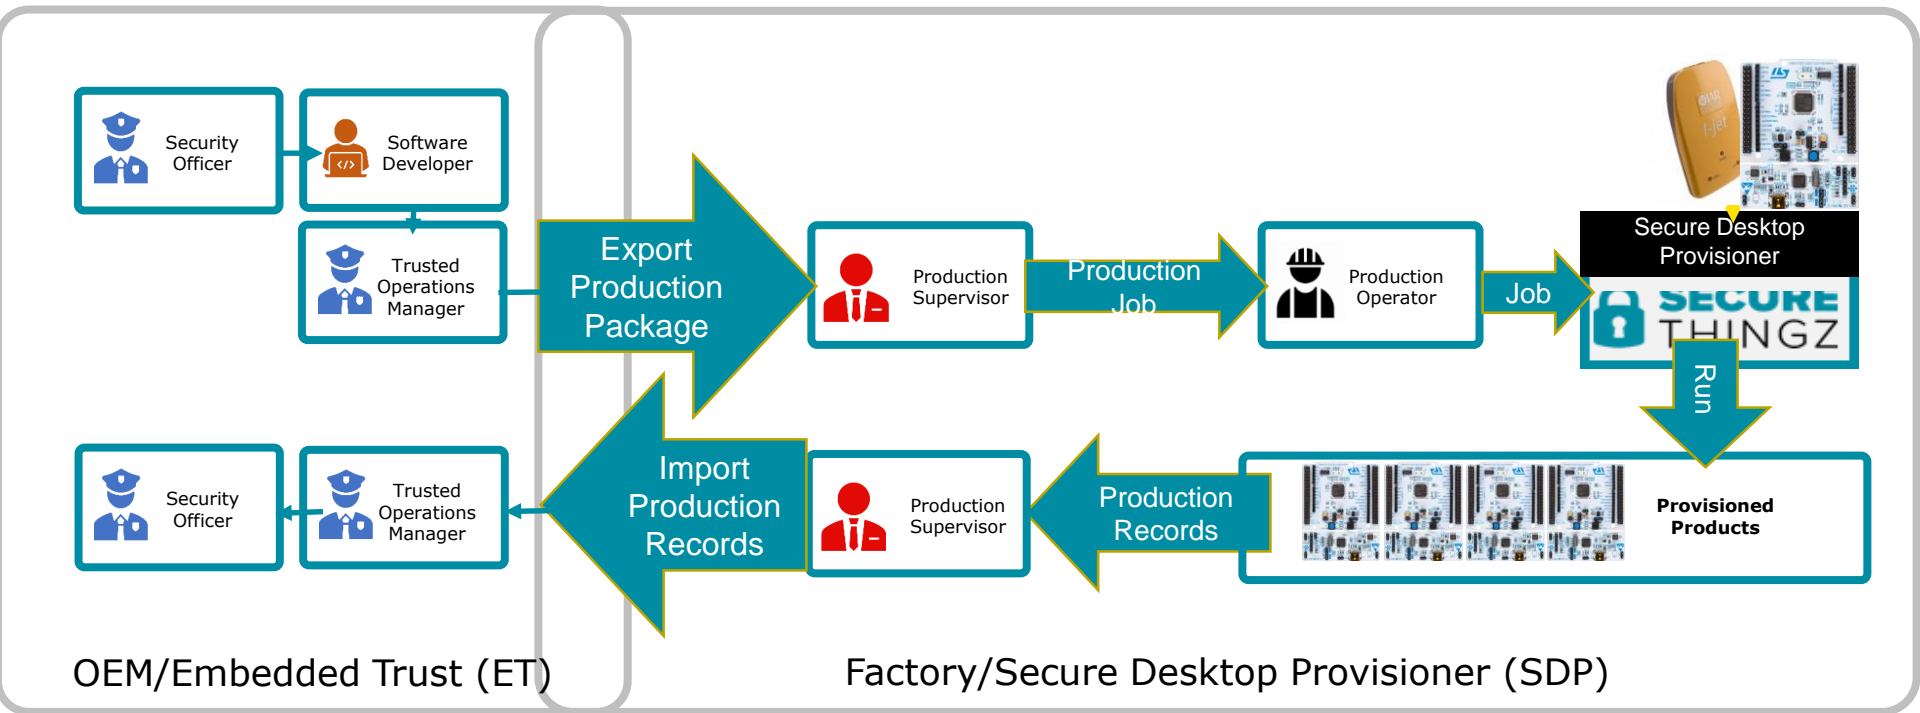 Security
Officer
Software
Developer
Trusted
Operations
Manager
Export
Production
Package
Production
Supervisor
Production
Job
Production
Operator
Job
IAR
I-jet
Secure Desktop
Provisioner
SECURE
THINGZ
Run
Security
Officer
Trusted
Operations
Manager
Import
Production
Records
Production
Supervisor
Production
Records
Provisioned
Products
OEM/Embedded Trust (ET)
Factory/Secure Desktop Provisioner (SDP)